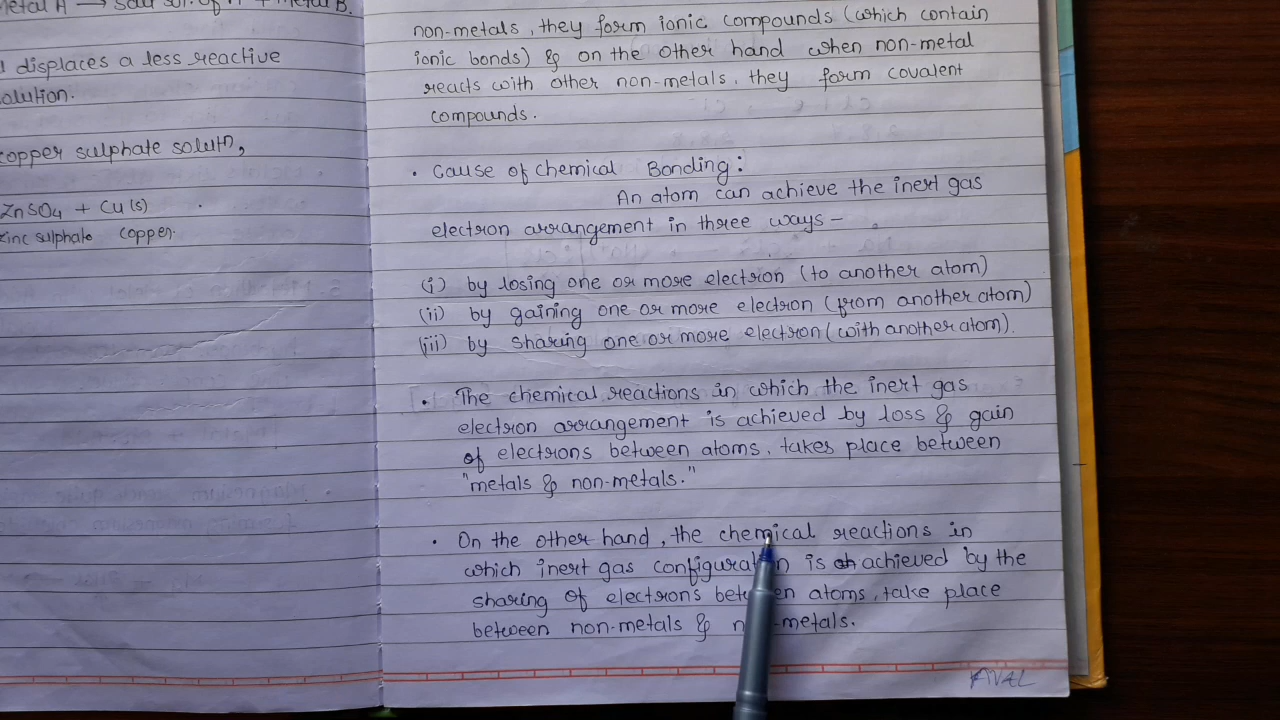 Metal A → salt sol. of A + Metal B.
displaces a less reactive
solution.
copper sulphate soluth,
ZnSO4 + Cu(s)
zinc sulphate copper.
non-metals, they form ionic compounds (which contain
ionic bonds) & on the other hand when non-metal
reacts with other non-metals, they form covalent
compounds.
• Cause of chemical Bonding:
An atom can achieve the inert gas
electron arrangement in three ways –
(i) by losing one or more electron (to another atom)
(ii) by gaining one or more electron (from another atom)
(iii) by sharing one or more electron (with another atom).
• The chemical reactions in which the inert gas
electron arrangement is achieved by loss & gain
of electrons between atoms, takes place between
"metals & non-metals."
• On the other hand, the chemical reactions in
which inert gas configuration is achieved by the
sharing of electrons between atoms, take place
between non-metals & non-metals.